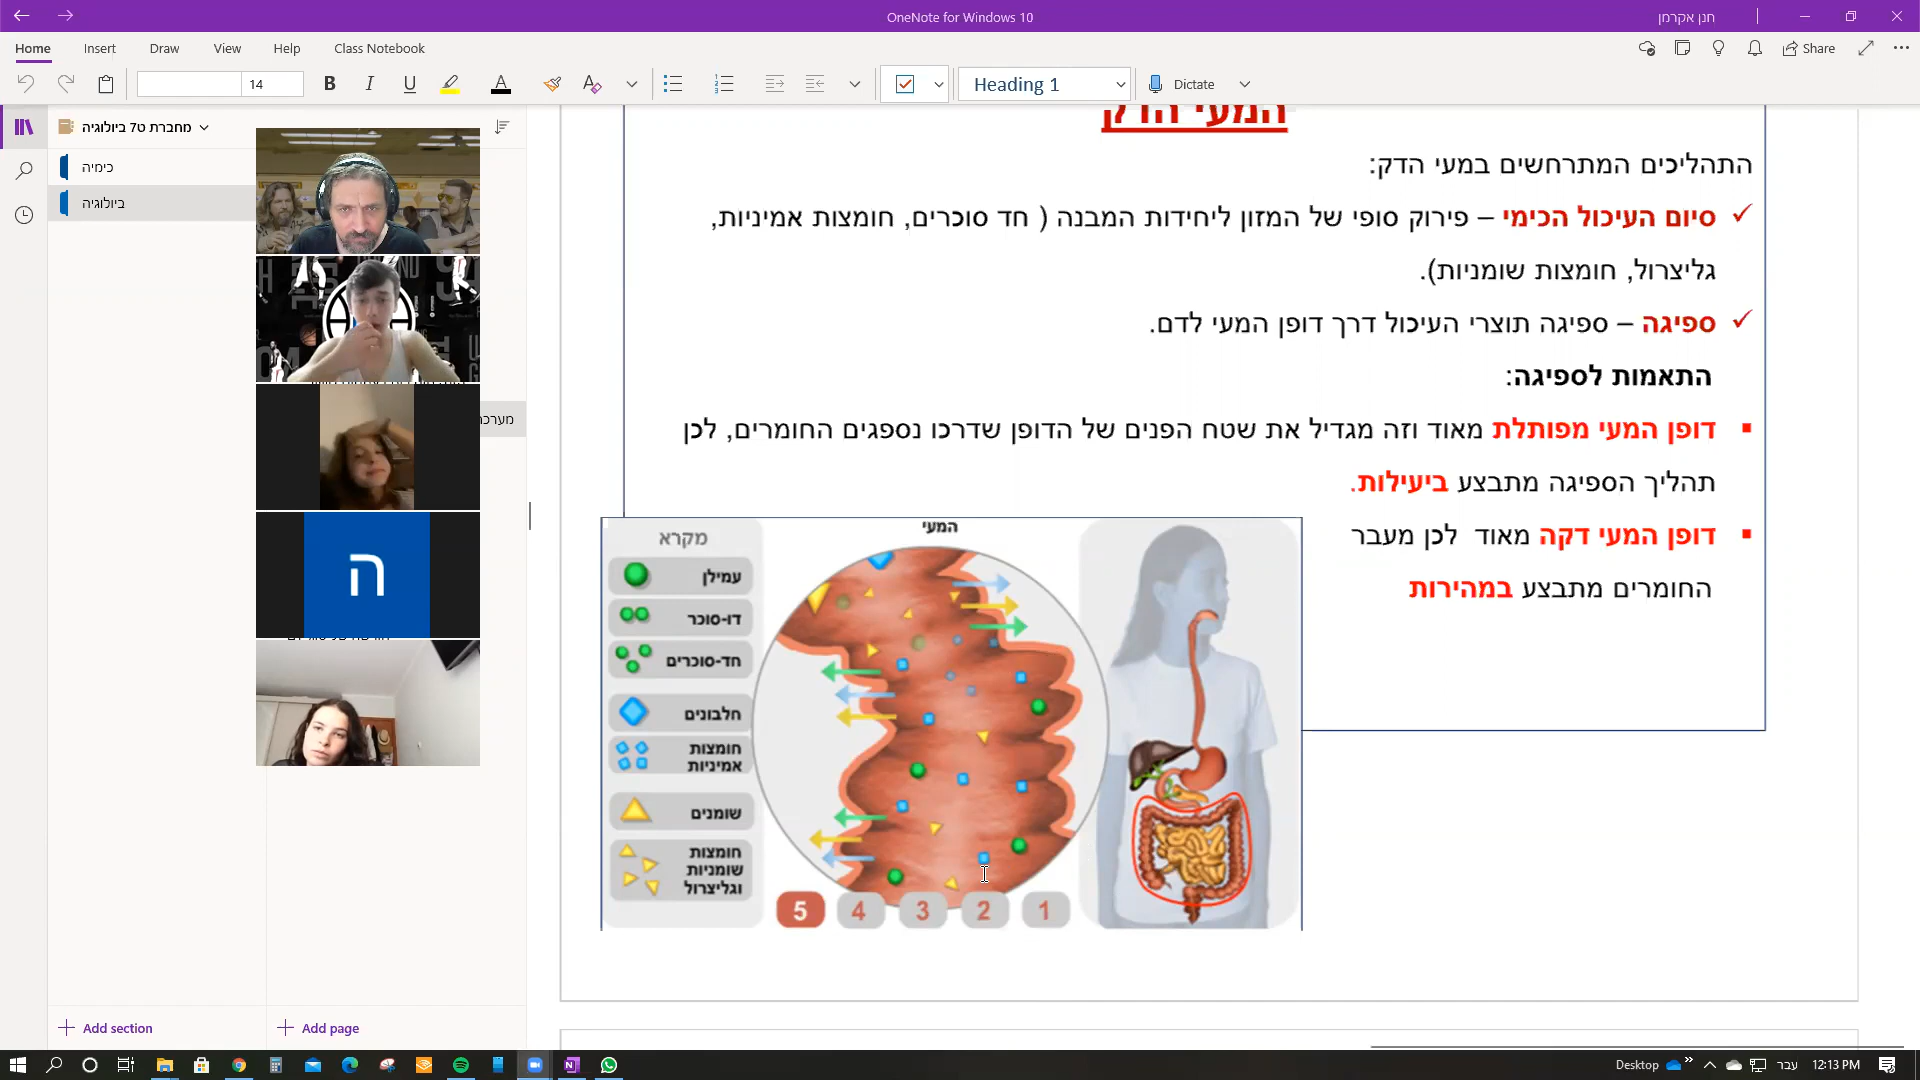 OneNote for Windows 10
חנן אקרמן
Home
Insert
Draw
View
Help
Class Notebook
Share
14
B
I
U
A
Heading 1
Dictate
מחברת ט7 ביולוגיה
כימיה
ביולוגיה
מערכת
ה
Add section
Add page
המעי הדק
התהליכים המתרחשים במעי הדק:
סיום העיכול הכימי – פירוק סופי של המזון ליחידות המבנה ( חד סוכרים, חומצות אמיניות,
גליצרול, חומצות שומניות).
ספיגה – ספיגה תוצרי העיכול דרך דופן המעי לדם.
התאמות לספיגה:
דופן המעי מפותלת מאוד וזה מגדיל את שטח הפנים של הדופן שדרכו נספגים החומרים, לכן
תהליך הספיגה מתבצע ביעילות.
דופן המעי דקה מאוד לכן מעבר
החומרים מתבצע במהירות
המעי
מקרא
עמילן
דו-סוכר
חד-סוכרים
חלבונים
חומצות
אמיניות
שומנים
חומצות
שומניות
וגליצרול
5 4 3 2 1
Desktop
עבר
12:13 PM